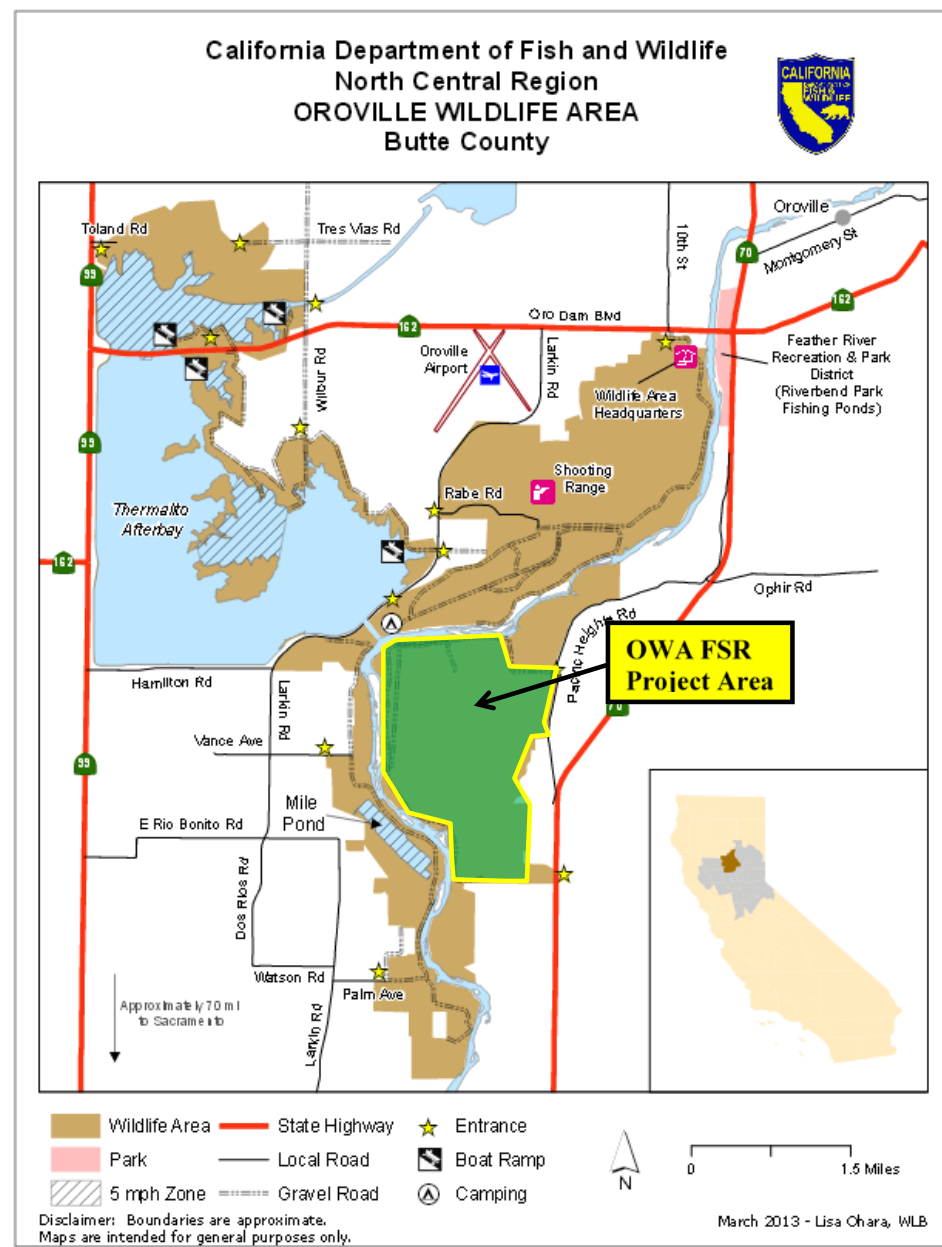 California Department of Fish and Wildlife
North Central Region
OROVILLE WILDLIFE AREA
Butte County
CALIFORNIA
FISH &
WILDLIFE
Toland Rd
Tres Vias Rd
10th St
Oroville
Montgomery St
99
70
162
162
Oro Dam Blvd
Oroville
Airport
Larkin Rd
Wilbur Rd
Wildlife Area
Headquarters
Feather River
Recreation & Park
District
(Riverbend Park
Fishing Ponds)
99
Shooting
Range
Rabe Rd
Thermalito
Afterbay
162
Ophir Rd
Pacific Heights Rd
OWA FSR
Project Area
70
Hamilton Rd
Larkin Rd
Vance Ave
99
Mile
Pond
E Rio Bonito Rd
Dos Rios Rd
Watson Rd
Palm Ave
Larkin Rd
Approximately 70 mi
to Sacramento
Wildlife Area
State Highway
Entrance
Park
Local Road
Boat Ramp
5 mph Zone
Gravel Road
Camping
N
0
1.5 Miles
Disclaimer: Boundaries are approximate.
Maps are intended for general purposes only.
March 2013 - Lisa Ohara, WLB